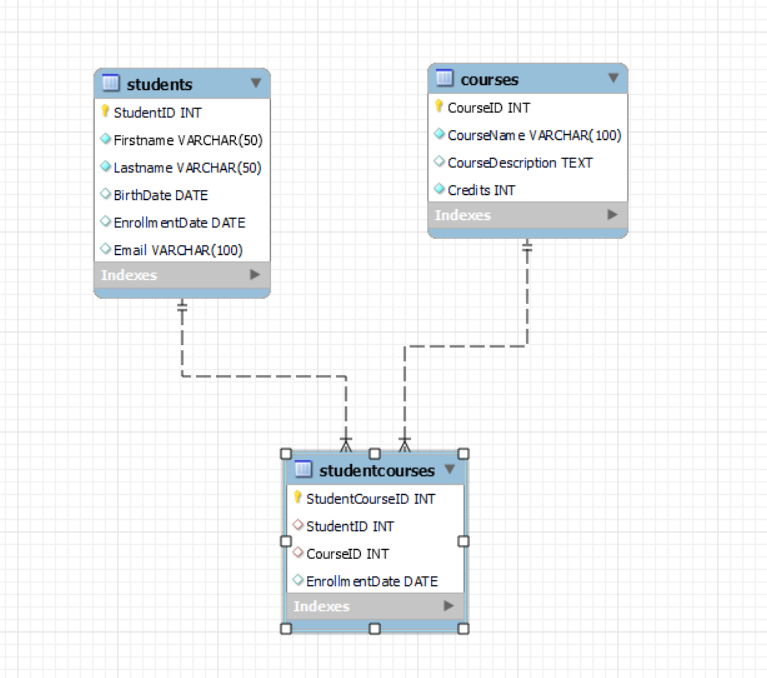 students
StudentID INT
Firstname VARCHAR(50)
Lastname VARCHAR(50)
BirthDate DATE
EnrollmentDate DATE
Email VARCHAR(100)
Indexes
courses
CourseID INT
CourseName VARCHAR(100)
CourseDescription TEXT
Credits INT
Indexes
studentcourses
StudentCourseID INT
StudentID INT
CourseID INT
EnrollmentDate DATE
Indexes